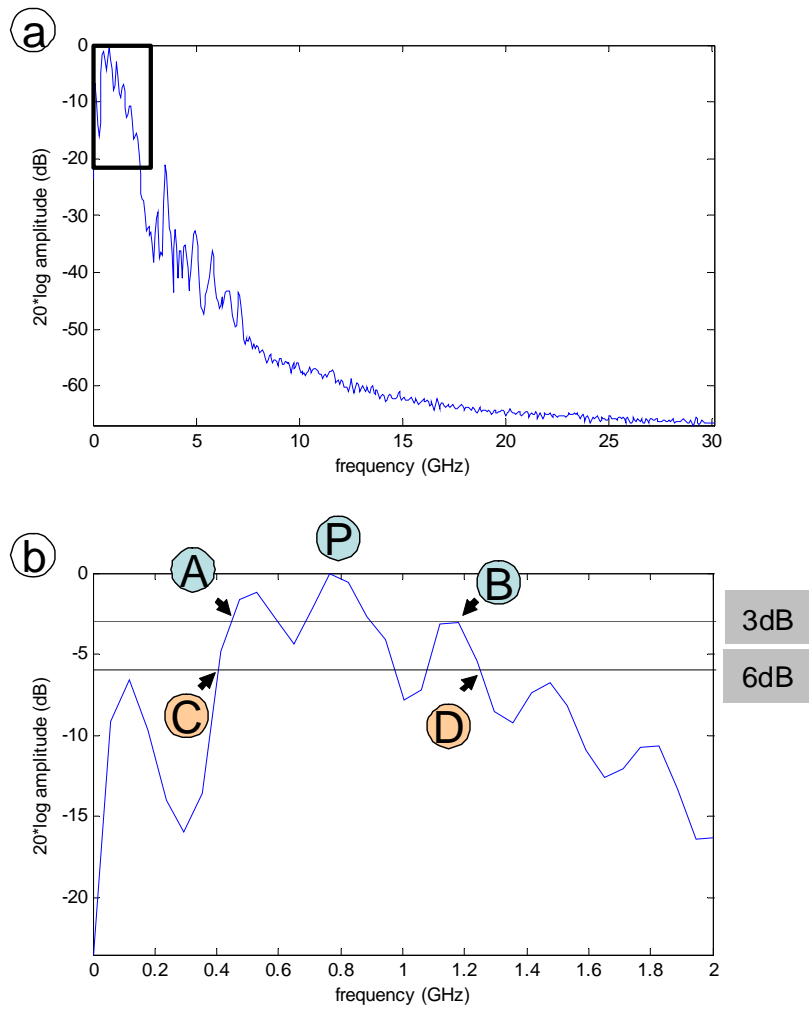 a
0
-10
-20
-30
-40
-50
-60
20*log amplitude (dB)
0 5 10 15 20 25 30
frequency (GHz)
b
A
P
B
3dB
6dB
C
D
0
-5
-10
-15
-20
20*log amplitude (dB)
0 0.2 0.4 0.6 0.8 1 1.2 1.4 1.6 1.8 2
frequency (GHz)